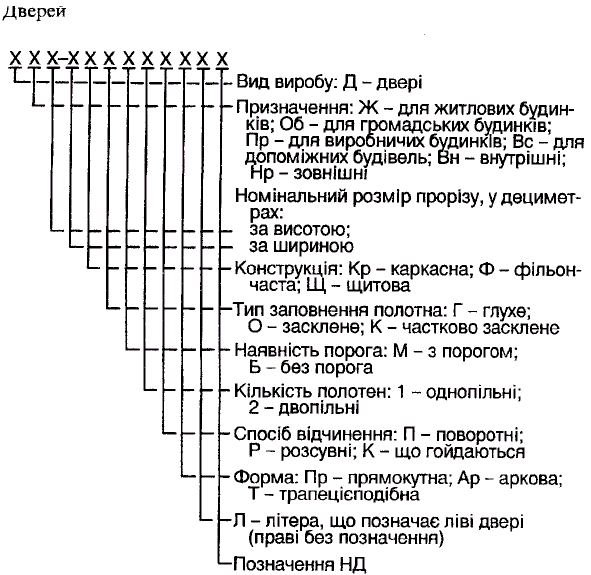 Дверей
Х Х Х–Х Х Х Х Х Х Х Х Х
Вид виробу: Д – двері
Призначення: Ж – для житлових будин-
ків; Об – для громадських будинків;
Пр – для виробничих будинків; Вс – для
допоміжних будівель; Вн – внутрішні;
Нр – зовнішні
Номінальний розмір прорізу, у децимет-
рах:
за висотою;
за шириною
Конструкція: Кр – каркасна; Ф – фільон-
часта; Щ – щитова
Тип заповнення полотна: Г – глухе;
О – засклене; К – частково засклене
Наявність порога: М – з порогом;
Б – без порога
Кількість полотен: 1 – однопільні;
2 – двопільні
Спосіб відчинення: П – поворотні;
Р – розсувні; К – що гойдаються
Форма: Пр – прямокутна; Ар – аркова;
Т – трапецієподібна
Л – літера, що позначає ліві двері
(праві без позначення)
Позначення НД